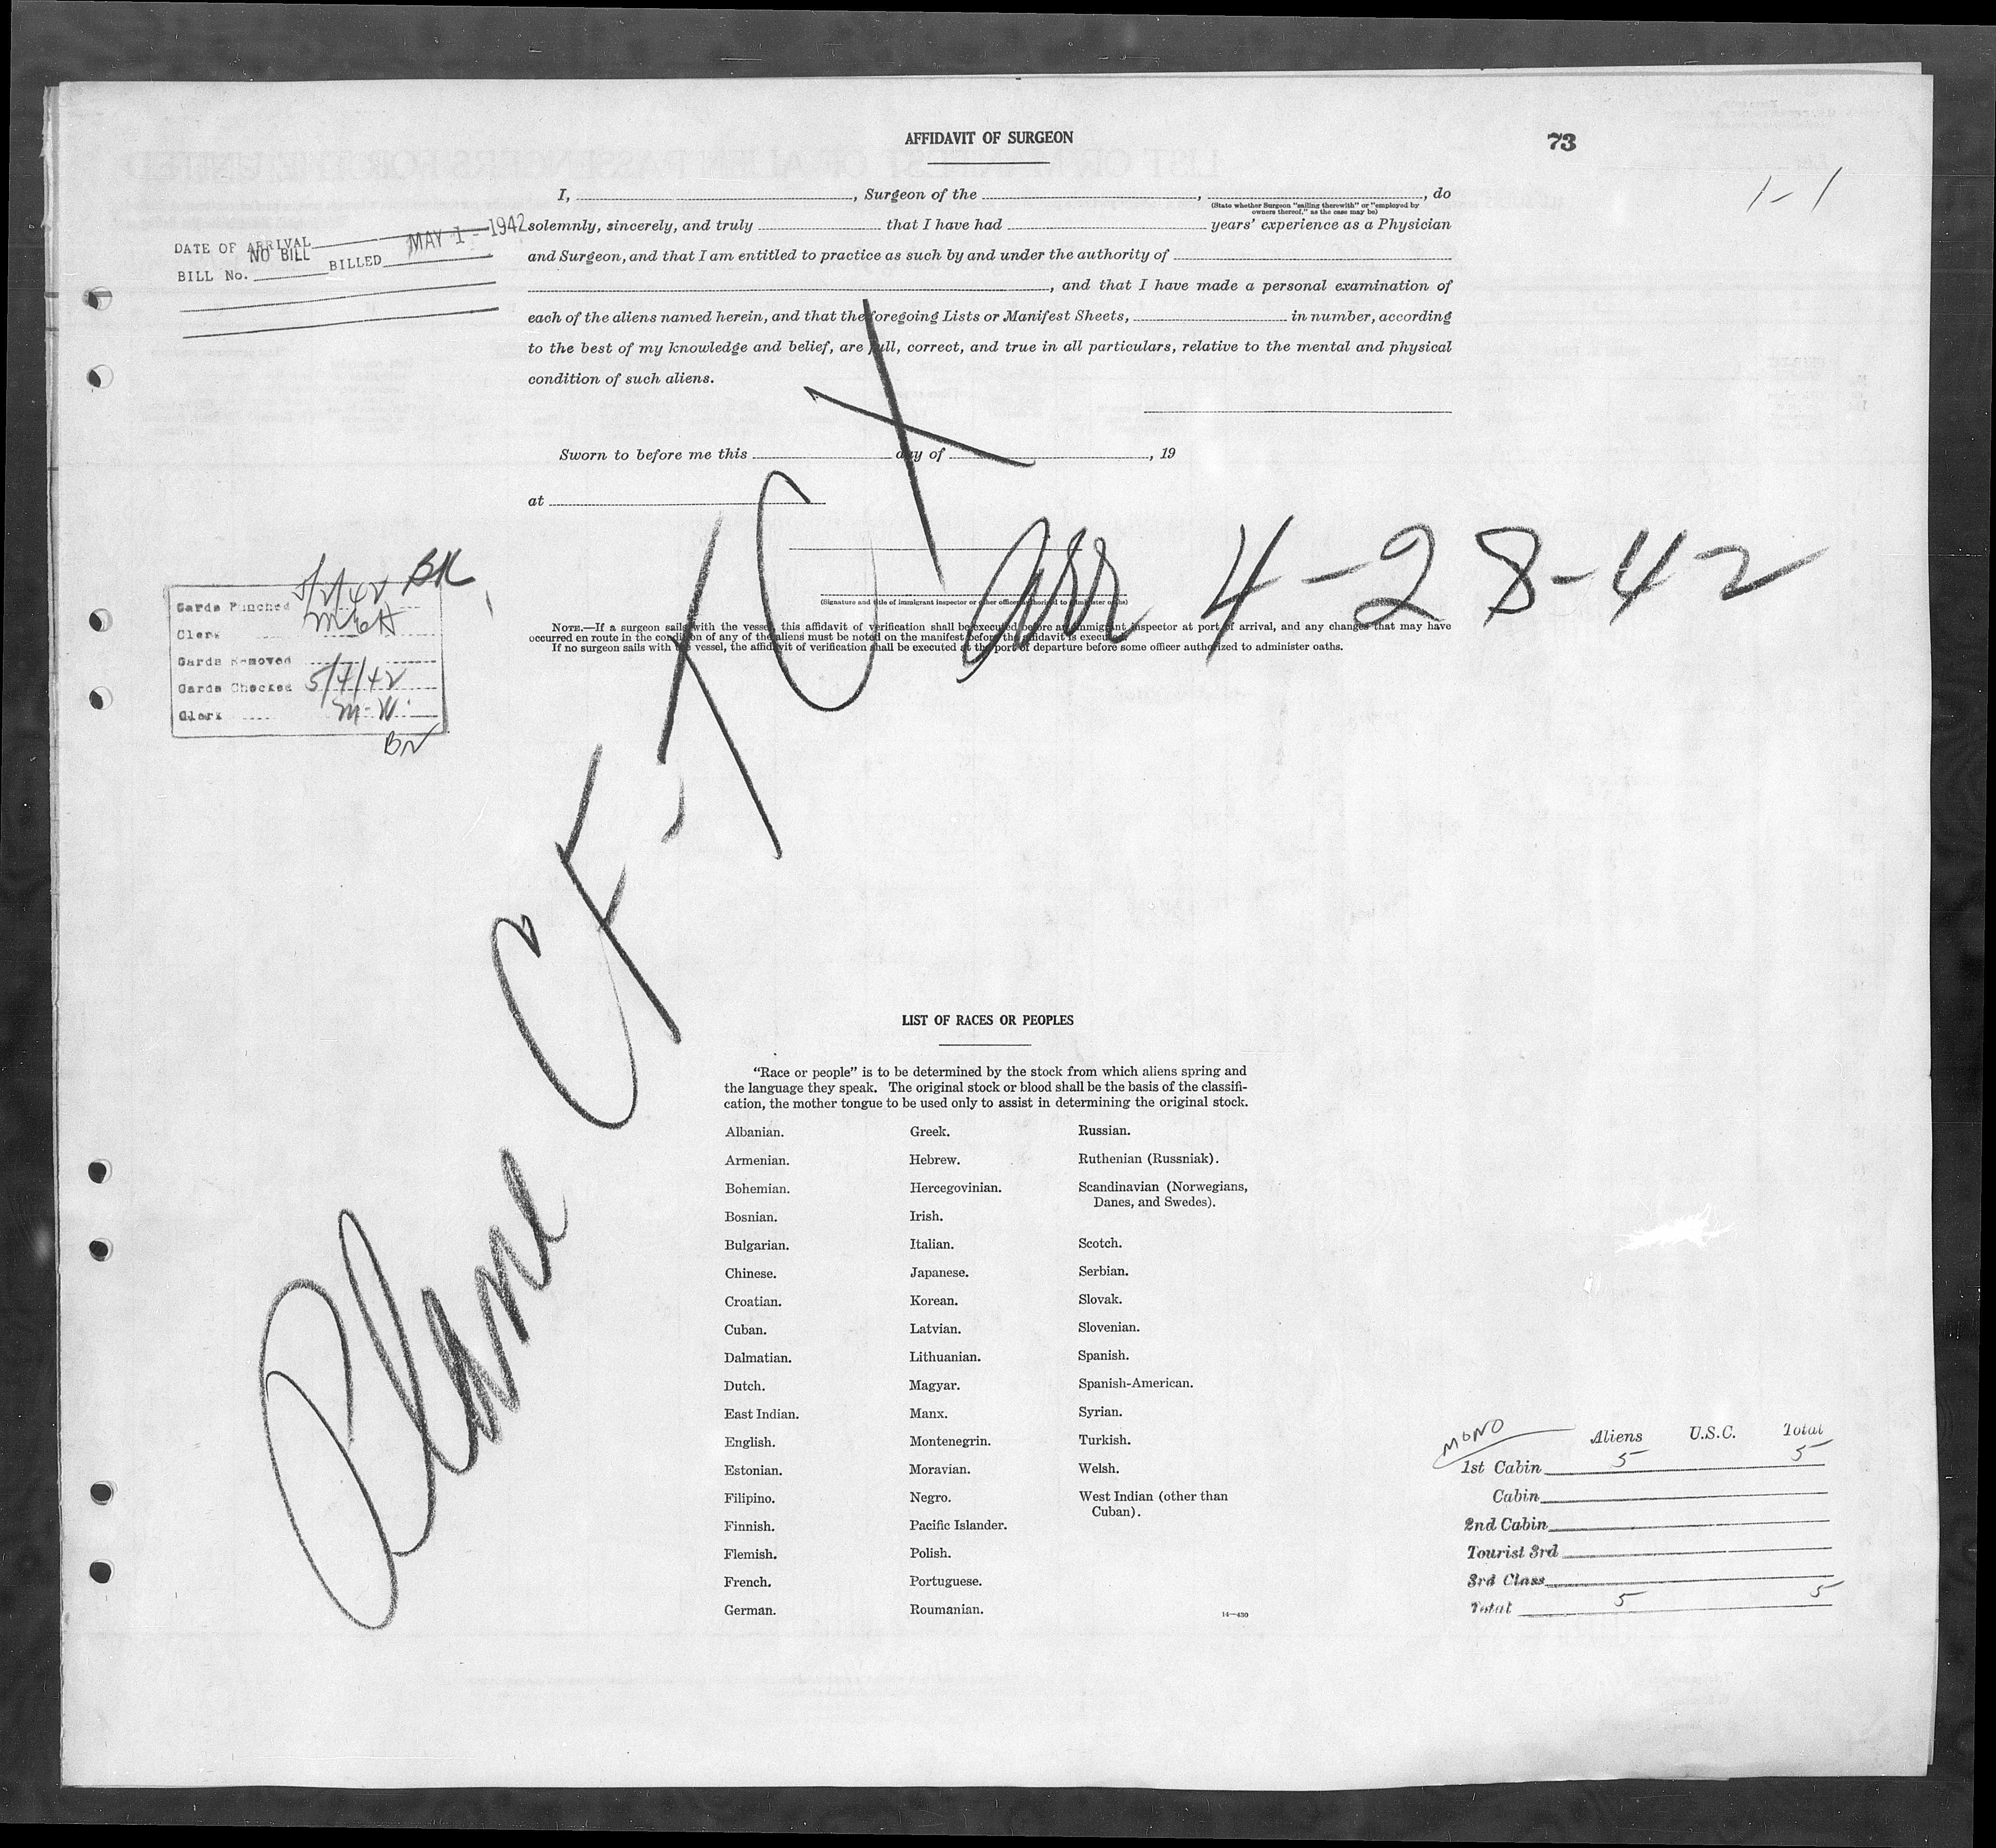 AFFIDAVIT OF SURGEON
73
1-1
I, , Surgeon of the , , do
(State whether Surgeon "sailing therewith" or "employed by
owners thereof," as the case may be)
solemnly, sincerely, and truly that I have had years' experience as a Physician
and Surgeon, and that I am entitled to practice as such by and under the authority of
, and that I have made a personal examination of
each of the aliens named herein, and that the foregoing Lists or Manifest Sheets, in number, according
to the best of my knowledge and belief, are full, correct, and true in all particulars, relative to the mental and physical
condition of such aliens.
Sworn to before me this day of , 19
at
(Signature and title of immigrant inspector or other officer authorized to administer oaths)
NOTE.—If a surgeon sails with the vessel, this affidavit of verification shall be executed before an immigrant inspector at port of arrival, and any changes that may have
occurred en route in the condition of any of the aliens must be noted on the manifest before the affidavit is executed.
If no surgeon sails with the vessel, the affidavit of verification shall be executed at the port of departure before some officer authorized to administer oaths.
DATE OF ARRIVAL MAY 1 - 1942
BILL No. NO BILL BILLED
Cards Punched 5/2/42 BK
Clerk
Cards Removed
Cards Checked 5/4/42
Clerk M-W.
BN
Plane CF-TCX arr 4-28-42
LIST OF RACES OR PEOPLES
"Race or people" is to be determined by the stock from which aliens spring and
the language they speak. The original stock or blood shall be the basis of the classifi-
cation, the mother tongue to be used only to assist in determining the original stock.
Albanian.
Armenian.
Bohemian.
Bosnian.
Bulgarian.
Chinese.
Croatian.
Cuban.
Dalmatian.
Dutch.
East Indian.
English.
Estonian.
Filipino.
Finnish.
Flemish.
French.
German.
Greek.
Hebrew.
Hercegovinian.
Irish.
Italian.
Japanese.
Korean.
Latvian.
Lithuanian.
Magyar.
Manx.
Montenegrin.
Moravian.
Negro.
Pacific Islander.
Polish.
Portuguese.
Roumanian.
Russian.
Ruthenian (Russniak).
Scandinavian (Norwegians,
Danes, and Swedes).
Scotch.
Serbian.
Slovak.
Slovenian.
Spanish.
Spanish-American.
Syrian.
Turkish.
Welsh.
West Indian (other than
Cuban).
14—430
MONO
Aliens U.S.C. Total
1st Cabin 5 5
Cabin
2nd Cabin
Tourist 3rd
3rd Class
Total 5 5